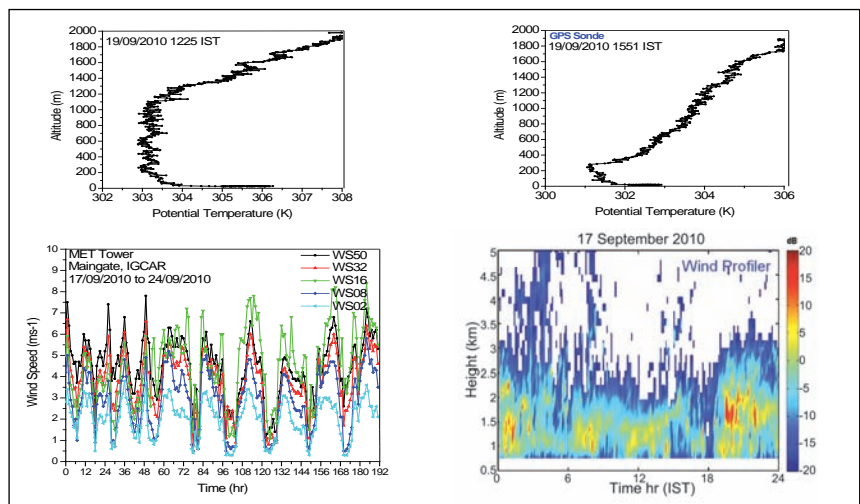 19/09/2010 1225 IST
Altitude (m)
2000
1800
1600
1400
1200
1000
800
600
400
200
0
302 303 304 305 306 307 308
Potential Temperature (K)
GPS Sonde
19/09/2010 1551 IST
Altitude (m)
2000
1800
1600
1400
1200
1000
800
600
400
200
0
300 302 304 306
Potential Temperature (K)
MET Tower
Maingate, IGCAR
17/09/2010 to 24/09/2010
WS50
WS32
WS16
WS08
WS02
Wind Speed (ms-1)
10
9
8
7
6
5
4
3
2
1
0
0 12 24 36 48 60 72 84 96 108 120 132 144 156 168 180 192
Time (hr)
17 September 2010
Wind Profiler
Height (km)
5
4.5
4
3.5
3
2.5
2
1.5
1
0.5
0 6 12 18 24
Time hr (IST)
dB
20
15
10
5
0
-5
-10
-15
-20